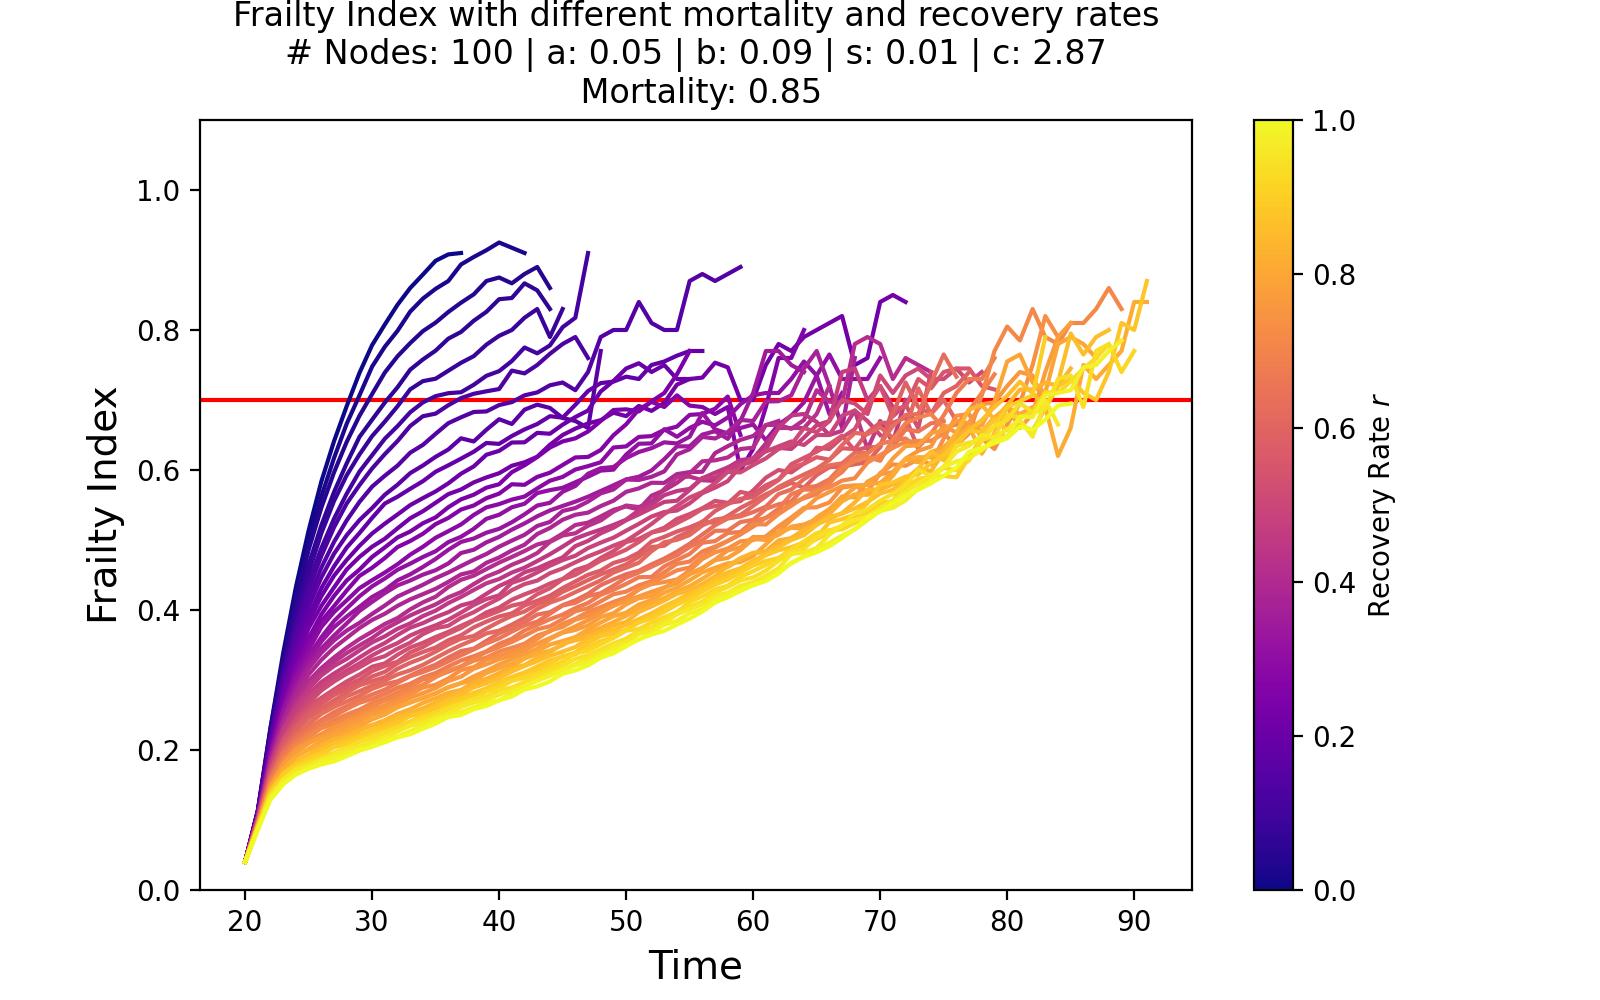 Frailty Index with different mortality and recovery rates
# Nodes: 100 | a: 0.05 | b: 0.09 | s: 0.01 | c: 2.87
Mortality: 0.85
Frailty Index
1.0
0.8
0.6
0.4
0.2
0.0
20 30 40 50 60 70 80 90
Time
1.0
0.8
0.6
0.4
0.2
0.0
Recovery Rate r